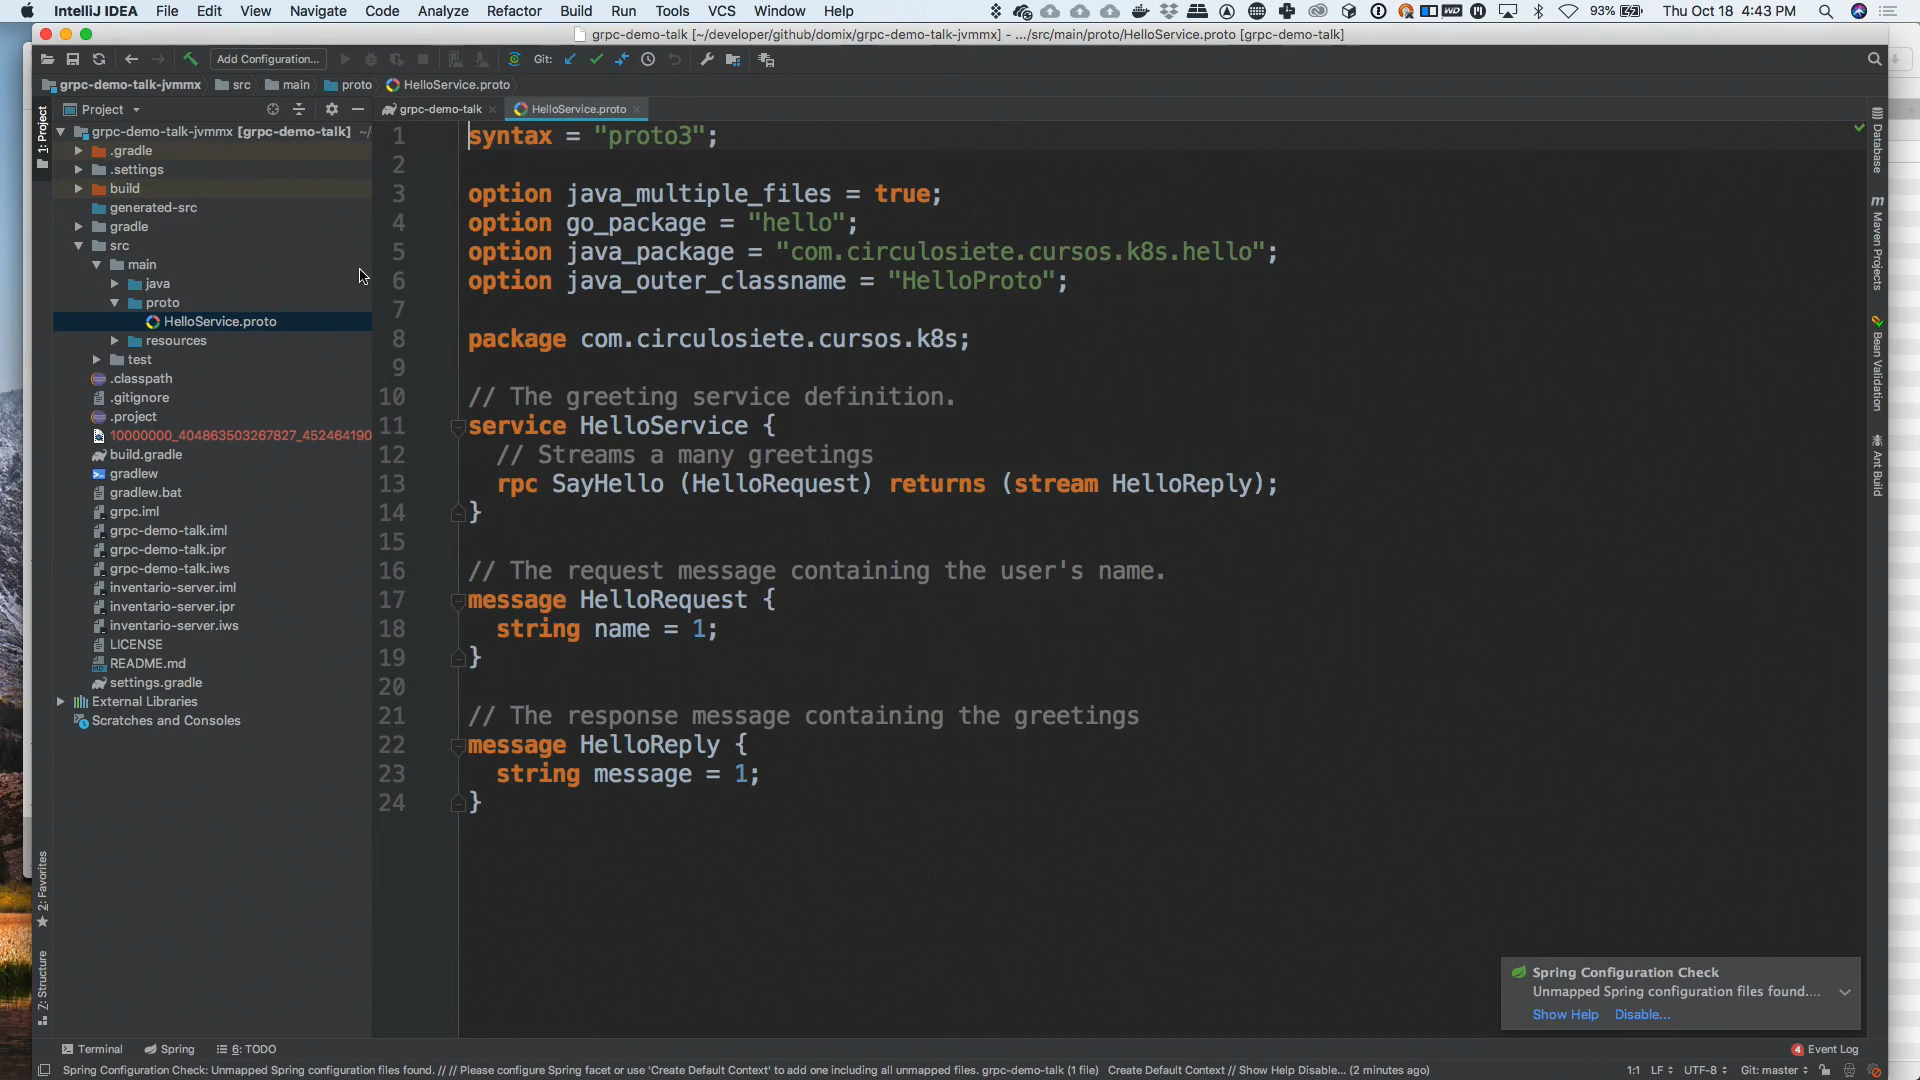 IntelliJ IDEA File Edit View Navigate Code Analyze Refactor Build Run Tools VCS Window Help 93% Thu Oct 18 4:43 PM
grpc-demo-talk [~/developer/github/domix/grpc-demo-talk-jvmmx] - .../src/main/proto/HelloService.proto [grpc-demo-talk]
Add Configuration... Git:
grpc-demo-talk-jvmmx src main proto HelloService.proto
Project
grpc-demo-talk HelloService.proto
1: Project
2: Favorites
Z: Structure
grpc-demo-talk-jvmmx [grpc-demo-talk] ~/
.gradle
.settings
build
generated-src
gradle
src
main
java
proto
HelloService.proto
resources
test
.classpath
.gitignore
.project
10000000_404863503267827_452464190
build.gradle
gradlew
gradlew.bat
grpc.iml
grpc-demo-talk.iml
grpc-demo-talk.ipr
grpc-demo-talk.iws
inventario-server.iml
inventario-server.ipr
inventario-server.iws
LICENSE
README.md
settings.gradle
External Libraries
Scratches and Consoles
1 syntax = "proto3";
2
3 option java_multiple_files = true;
4 option go_package = "hello";
5 option java_package = "com.circulosiete.cursos.k8s.hello";
6 option java_outer_classname = "HelloProto";
7
8 package com.circulosiete.cursos.k8s;
9
10 // The greeting service definition.
11 service HelloService {
12 // Streams a many greetings
13 rpc SayHello (HelloRequest) returns (stream HelloReply);
14 }
15
16 // The request message containing the user's name.
17 message HelloRequest {
18 string name = 1;
19 }
20
21 // The response message containing the greetings
22 message HelloReply {
23 string message = 1;
24 }
Database
Maven Projects
Bean Validation
Ant Build
Spring Configuration Check
Unmapped Spring configuration files found....
Show Help Disable...
Terminal Spring 6: TODO 4 Event Log
Spring Configuration Check: Unmapped Spring configuration files found. // // Please configure Spring facet or use 'Create Default Context' to add one including all unmapped files. grpc-demo-talk (1 file) Create Default Context // Show Help Disable... (2 minutes ago) 1:1 LF UTF-8 Git: master